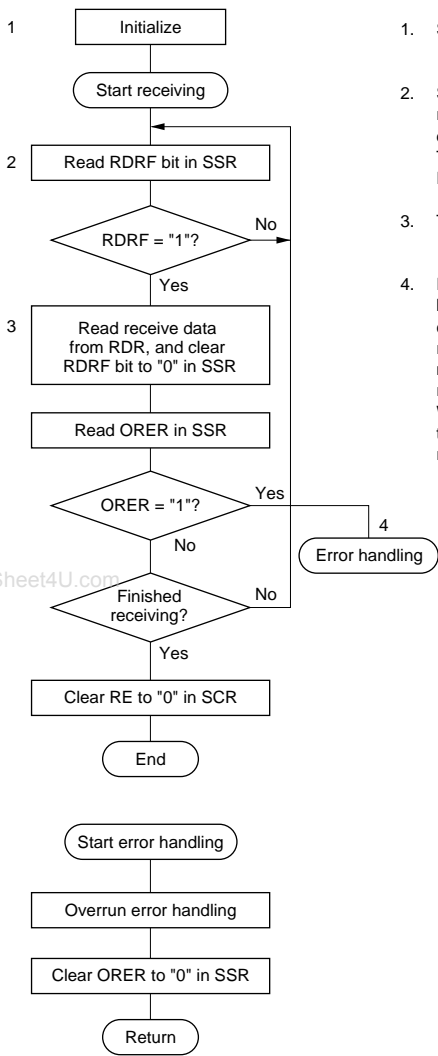 1
Initialize
1. S
Start receiving
2. S
r
2
Read RDRF bit in SSR
RDRF = "1"?
No
3.
4.
Yes
3
Read receive data
from RDR, and clear
RDRF bit to "0" in SSR
Read ORER in SSR
ORER = "1"?
Yes
4
No
Error handling
Sheet4U.com
Finished
receiving?
No
Yes
Clear RE to "0" in SCR
End
Start error handling
Overrun error handling
Clear ORER to "0" in SSR
Return